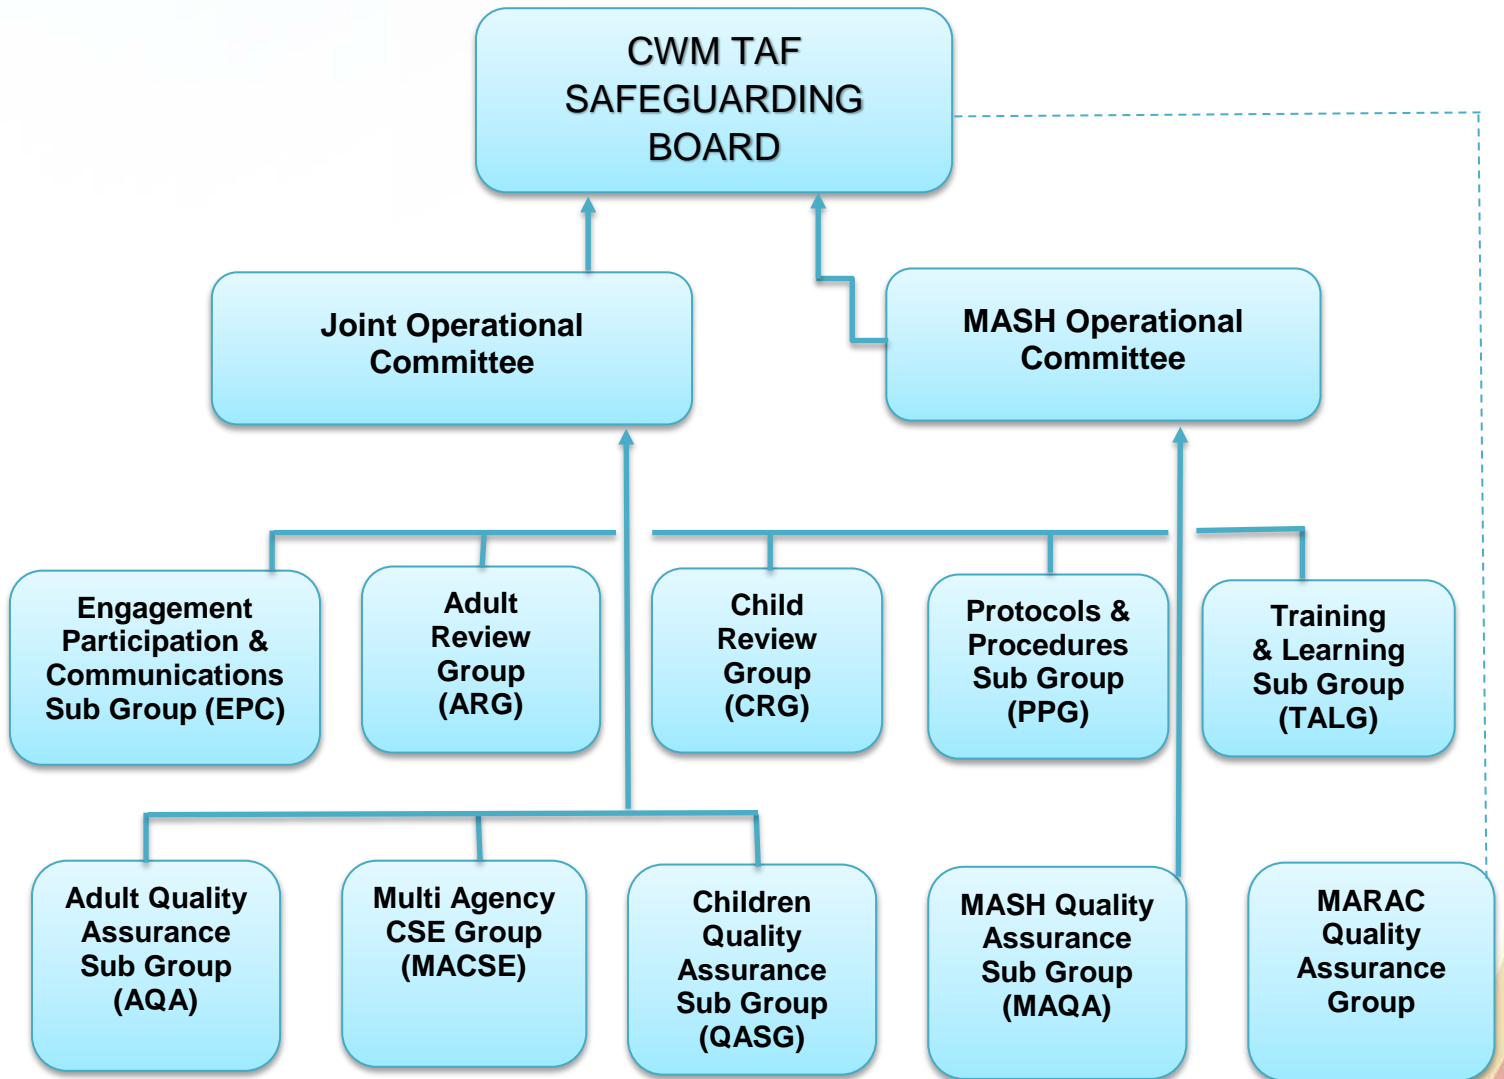 CWM TAF
SAFEGUARDING
BOARD
Joint Operational
Committee
MASH Operational
Committee
Engagement
Participation &
Communications
Sub Group (EPC)
Adult
Review
Group
(ARG)
Child
Review
Group
(CRG)
Protocols &
Procedures
Sub Group
(PPG)
Training
& Learning
Sub Group
(TALG)
Adult Quality
Assurance
Sub Group
(AQA)
Multi Agency
CSE Group
(MACSE)
Children
Quality
Assurance
Sub Group
(QASG)
MASH Quality
Assurance
Sub Group
(MAQA)
MARAC
Quality
Assurance
Group